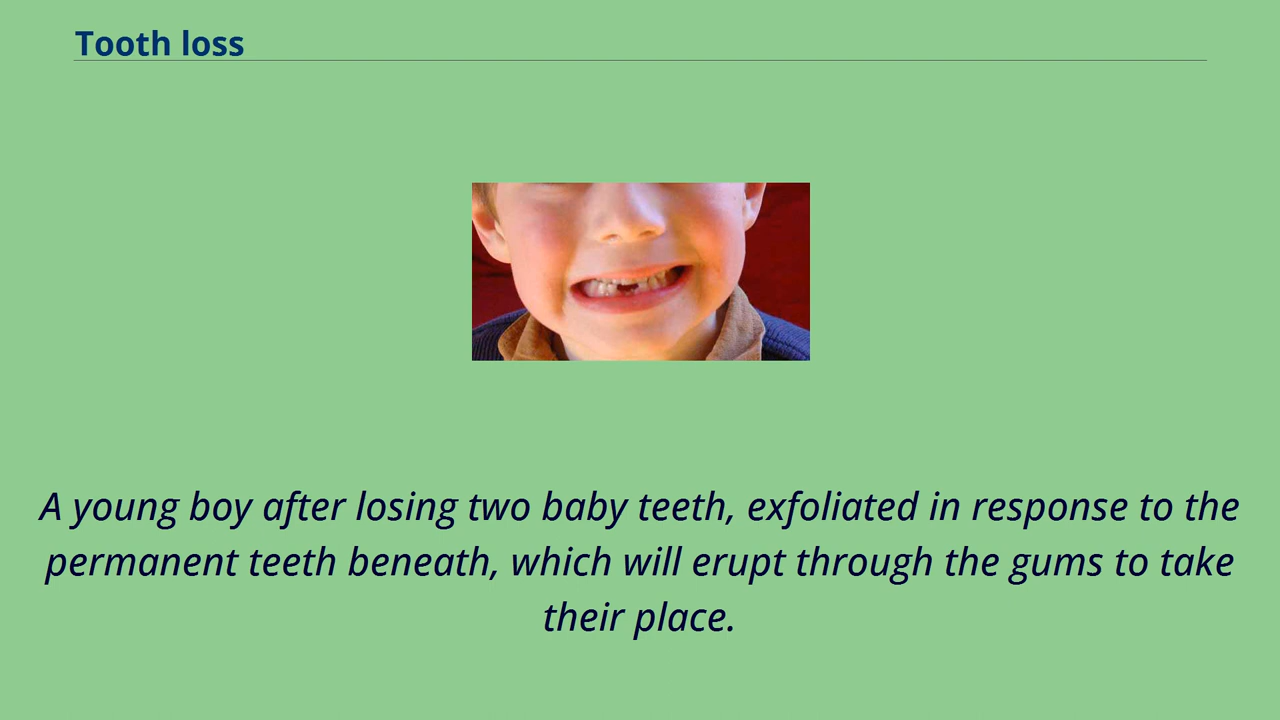 Tooth loss
A young boy after losing two baby teeth, exfoliated in response to the
permanent teeth beneath, which will erupt through the gums to take
their place.